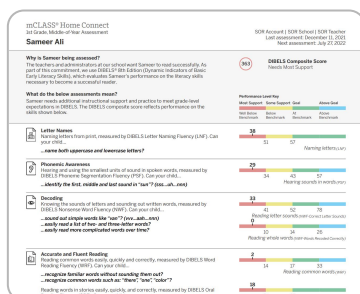 mCLASS® Home Connect
1st Grade, Middle-of-Year Assessment
Sameer Ali
SOR Account | SOR School | SOR Teacher
Last assessment: December 11, 2021
Next assessment: July 27, 2022
Why is Sameer being assessed?
The teachers and administrators at our school want Sameer to read successfully. As
part of this commitment, we use DIBELS® 8th Edition (Dynamic Indicators of Basic
Early Literacy Skills), which evaluates Sameer's performance on the literacy skills
necessary to become a successful reader.
363
DIBELS Composite Score
Needs Most Support
What do the below assessments mean?
Sameer needs additional instructional support and practice to meet grade-level
expectations in DIBELS. The DIBELS composite score reflects performance on the
skills shown below.
Performance Level Key
Most Support Some Support Goal Above Goal
Well Below Benchmark Below Benchmark At Benchmark Above Benchmark
Letter Names
Naming letters from print, measured by DIBELS Letter Naming Fluency (LNF). Can
your child...
...name both uppercase and lowercase letters?
38
51 57
Naming letters (LNF)
Phonemic Awareness
Hearing and using the smallest units of sound in spoken words, measured by
DIBELS Phonemic Segmentation Fluency (PSF). Can your child...
...identify the first, middle and last sound in "sun"? (sss...uh...nnn)
29
34 43 57
Hearing sounds in words (PSF)
Decoding
Knowing the sounds of letters and sounding out written words, measured by
DIBELS Nonsense Word Fluency (NWF). Can your child...
...sound out simple words like "van"? (vvv...aah...nnn)
...easily read a list of two- and three-letter words?
...easily read more complicated words over time?
33
41 52 78
Reading letter sounds (NWF-Correct Letter Sounds)
0
10 14 26
Reading whole words (NWF-Words Recoded Correctly)
Accurate and Fluent Reading
Reading common words easily, quickly and correctly, measured by DIBELS Word
Reading Fluency (WRF). Can your child...
...recognize familiar words without sounding them out?
...recognize common words such as: "there", "one", "color"?
2
14 17 33
Reading common words (WRF)
Reading words in stories easily, quickly, and correctly, measured by DIBELS Oral
18